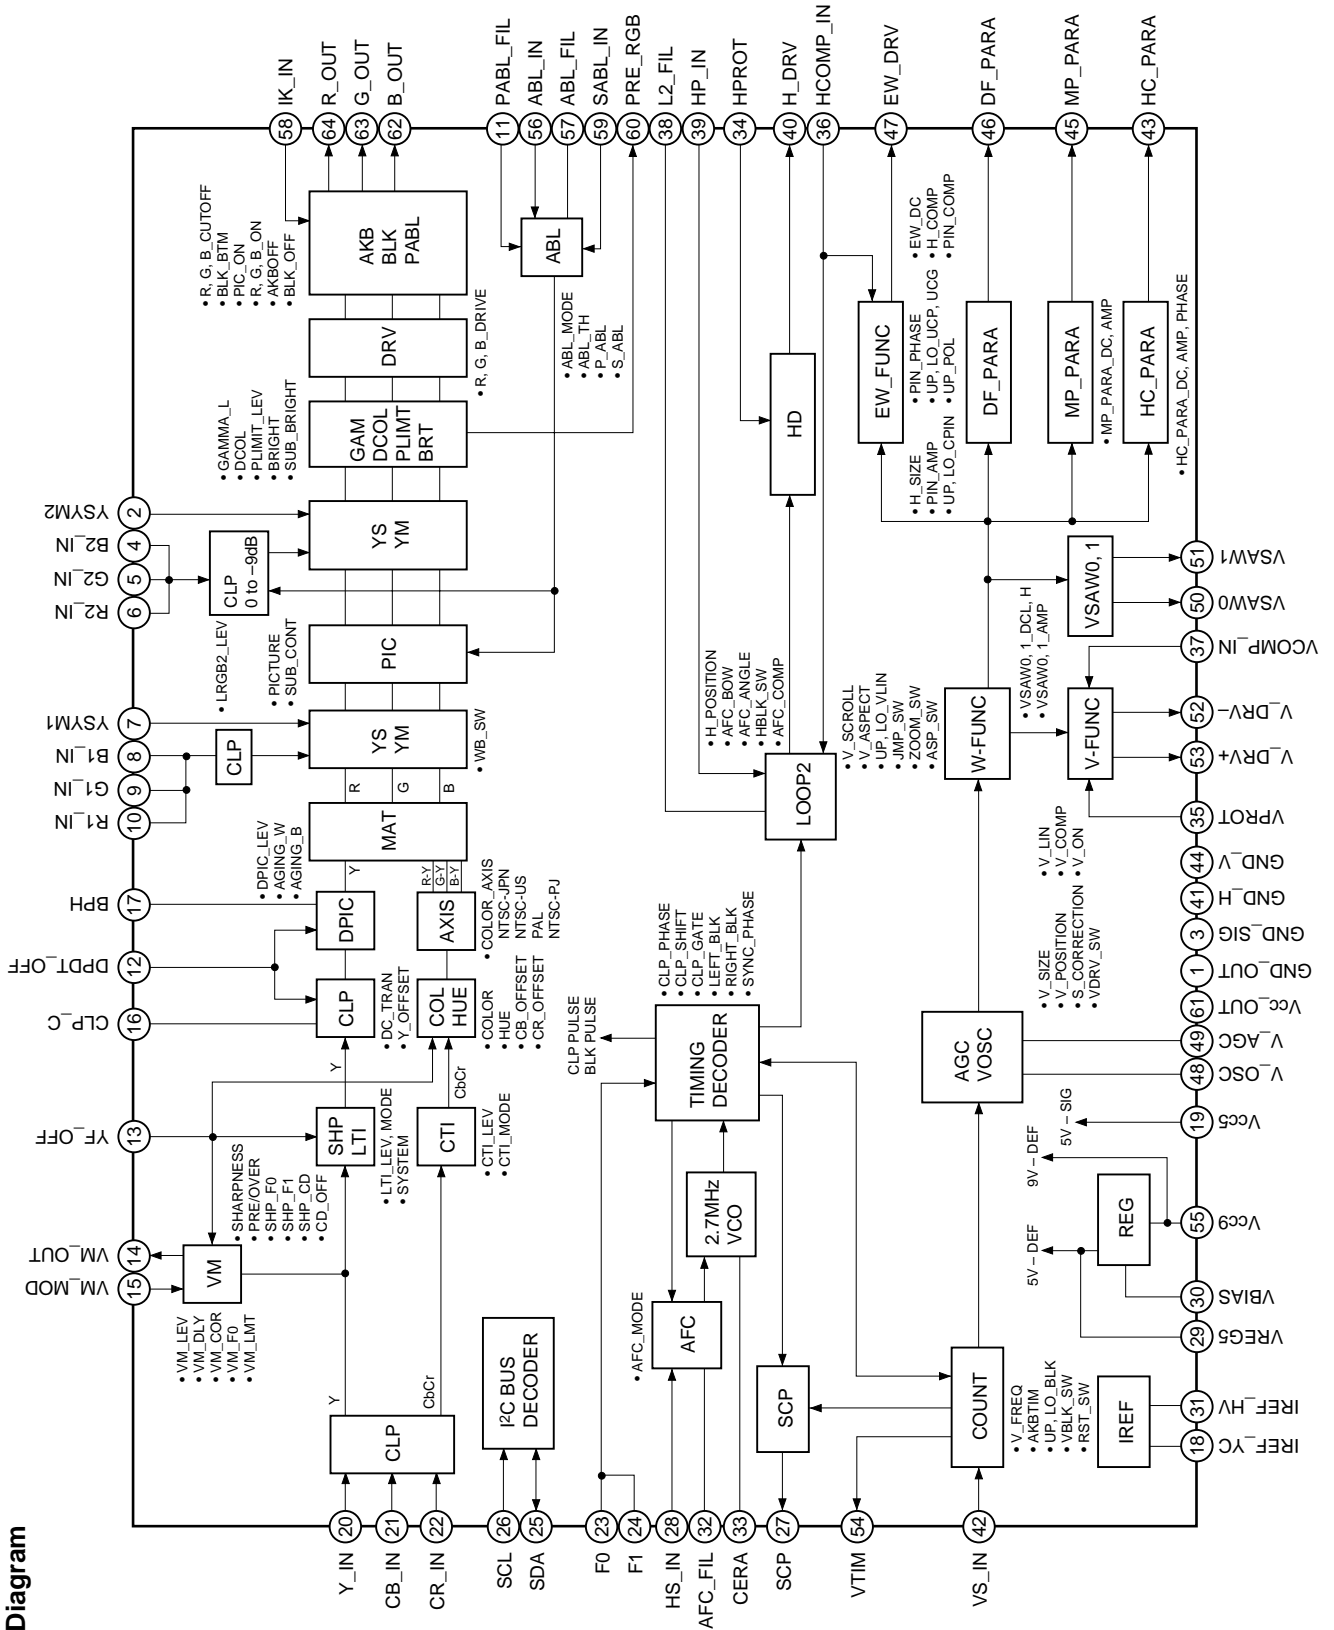 Diagram
IK_IN
R_OUT
G_OUT
B_OUT
PABL_FIL
ABL_IN
ABL_FIL
SABL_IN
PRE_RGB
L2_FIL
HP_IN
HPROT
H_DRV
HCOMP_IN
EW_DRV
DF_PARA
MP_PARA
HC_PARA
58
64
63
62
11
56
57
59
60
38
39
34
40
36
47
46
45
43
• R, G, B_CUTOFF
• BLK_BTM
• PIC_ON
• R, G, B_ON
• AKBOFF
• BLK_OFF
AKB
BLK
PABL
ABL
• ABL_MODE
• ABL_TH
• P_ABL
• S_ABL
DRV
• R, G, B_DRIVE
• GAMMA_L
• DCOL
• PLIMIT_LEV
• BRIGHT
• SUB_BRIGHT
GAM
DCOL
PLIMT
BRT
HD
EW_FUNC
• EW_DC
• H_COMP
• PIN_COMP
• PIN_PHASE
• UP, LO_UCP, UCG
• UP_POL
• H_SIZE
• PIN_AMP
• UP, LO_CPIN
DF_PARA
MP_PARA
• MP_PARA_DC, AMP
HC_PARA
• HC_PARA_DC, AMP, PHASE
YSYM2
2
B2_IN
4
G2_IN
5
R2_IN
6
CLP
0 to –9dB
• LRGB2_LEV
YS
YM
PIC
• PICTURE
• SUB_CONT
YSYM1
7
B1_IN
8
G1_IN
9
R1_IN
10
CLP
YS
YM
• WB_SW
R
G
B
MAT
• H_POSITION
• AFC_BOW
• AFC_ANGLE
• HBLK_SW
• AFC_COMP
LOOP2
• V_SCROLL
• V_ASPECT
• UP, LO_VLIN
• JMP_SW
• ZOOM_SW
• ASP_SW
W-FUNC
• VSAW0, 1_DCL, H
• VSAW0, 1_AMP
VSAW0, 1
V-FUNC
• V_LIN
• V_COMP
• V_ON
• V_SIZE
• V_POSITION
• S_CORRECTION
• VDRV_SW
51
VSAW1
50
VSAW0
37
VCOMP_IN
52
V_DRV–
53
V_DRV+
35
VPROT
44
GND_V
41
GND_H
3
GND_SIG
1
GND_OUT
61
Vcc_OUT
49
V_AGC
48
V_OSC
19
Vcc5
55
Vcc9
30
VBIAS
29
VREG5
31
IREF_HV
18
IREF_YC
BPH
17
DPDT_OFF
12
CLP_C
16
• DPIC_LEV
• AGING_W
• AGING_B
Y
R-Y
G-Y
B-Y
DPIC
AXIS
• COLOR_AXIS
NTSC-JPN
NTSC-US
PAL
NTSC-PJ
CLP
• DC_TRAN
• Y_OFFSET
COL
HUE
• COLOR
• HUE
• CB_OFFSET
• CR_OFFSET
Y
CbCr
YF_OFF
13
SHP
LTI
• LTI_LEV, MODE
• SYSTEM
• SHARPNESS
• PRE/OVER
• SHP_F0
• SHP_F1
• SHP_CD
• CD_OFF
CTI
• CTI_LEV
• CTI_MODE
VM_OUT
14
VM_MOD
15
VM
• VM_LEV
• VM_DLY
• VM_COR
• VM_F0
• VM_LMT
Y
CbCr
CLP
I²C BUS
DECODER
CLP PULSE
BLK PULSE
TIMING
DECODER
• CLP_PHASE
• CLP_SHIFT
• CLP_GATE
• LEFT_BLK
• RIGHT_BLK
• SYNC_PHASE
2.7MHz
VCO
AFC
• AFC_MODE
SCP
COUNT
• V_FREQ
• AKBTIM
• UP, LO_BLK
• VBLK_SW
• RST_SW
AGC
VOSC
5V – SIG
9V – DEF
5V – DEF
REG
IREF
20
21
22
26
25
23
24
28
32
33
27
54
42
Y_IN
CB_IN
CR_IN
SCL
SDA
F0
F1
HS_IN
AFC_FIL
CERA
SCP
VTIM
VS_IN